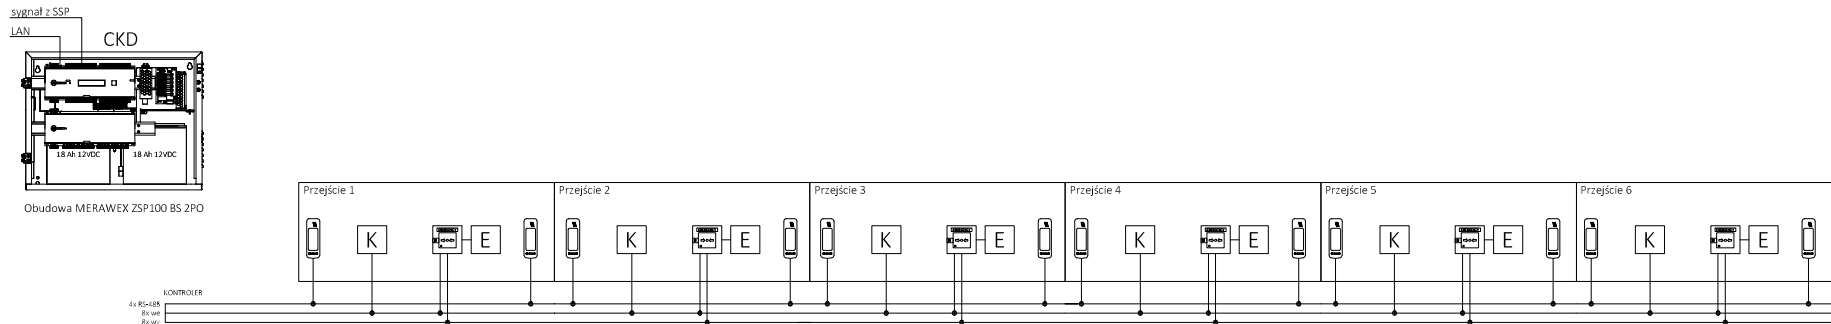 sygnał z SSP
LAN
CKD
18 Ah 12VDC 18 Ah 12VDC
Obudowa MERAWEX ZSP100 BS 2PO
Przejście 1 Przejście 2 Przejście 3 Przejście 4 Przejście 5 Przejście 6
K E K E K E K E K E K E
KONTROLER
4x RS-485
8x we
8x wy